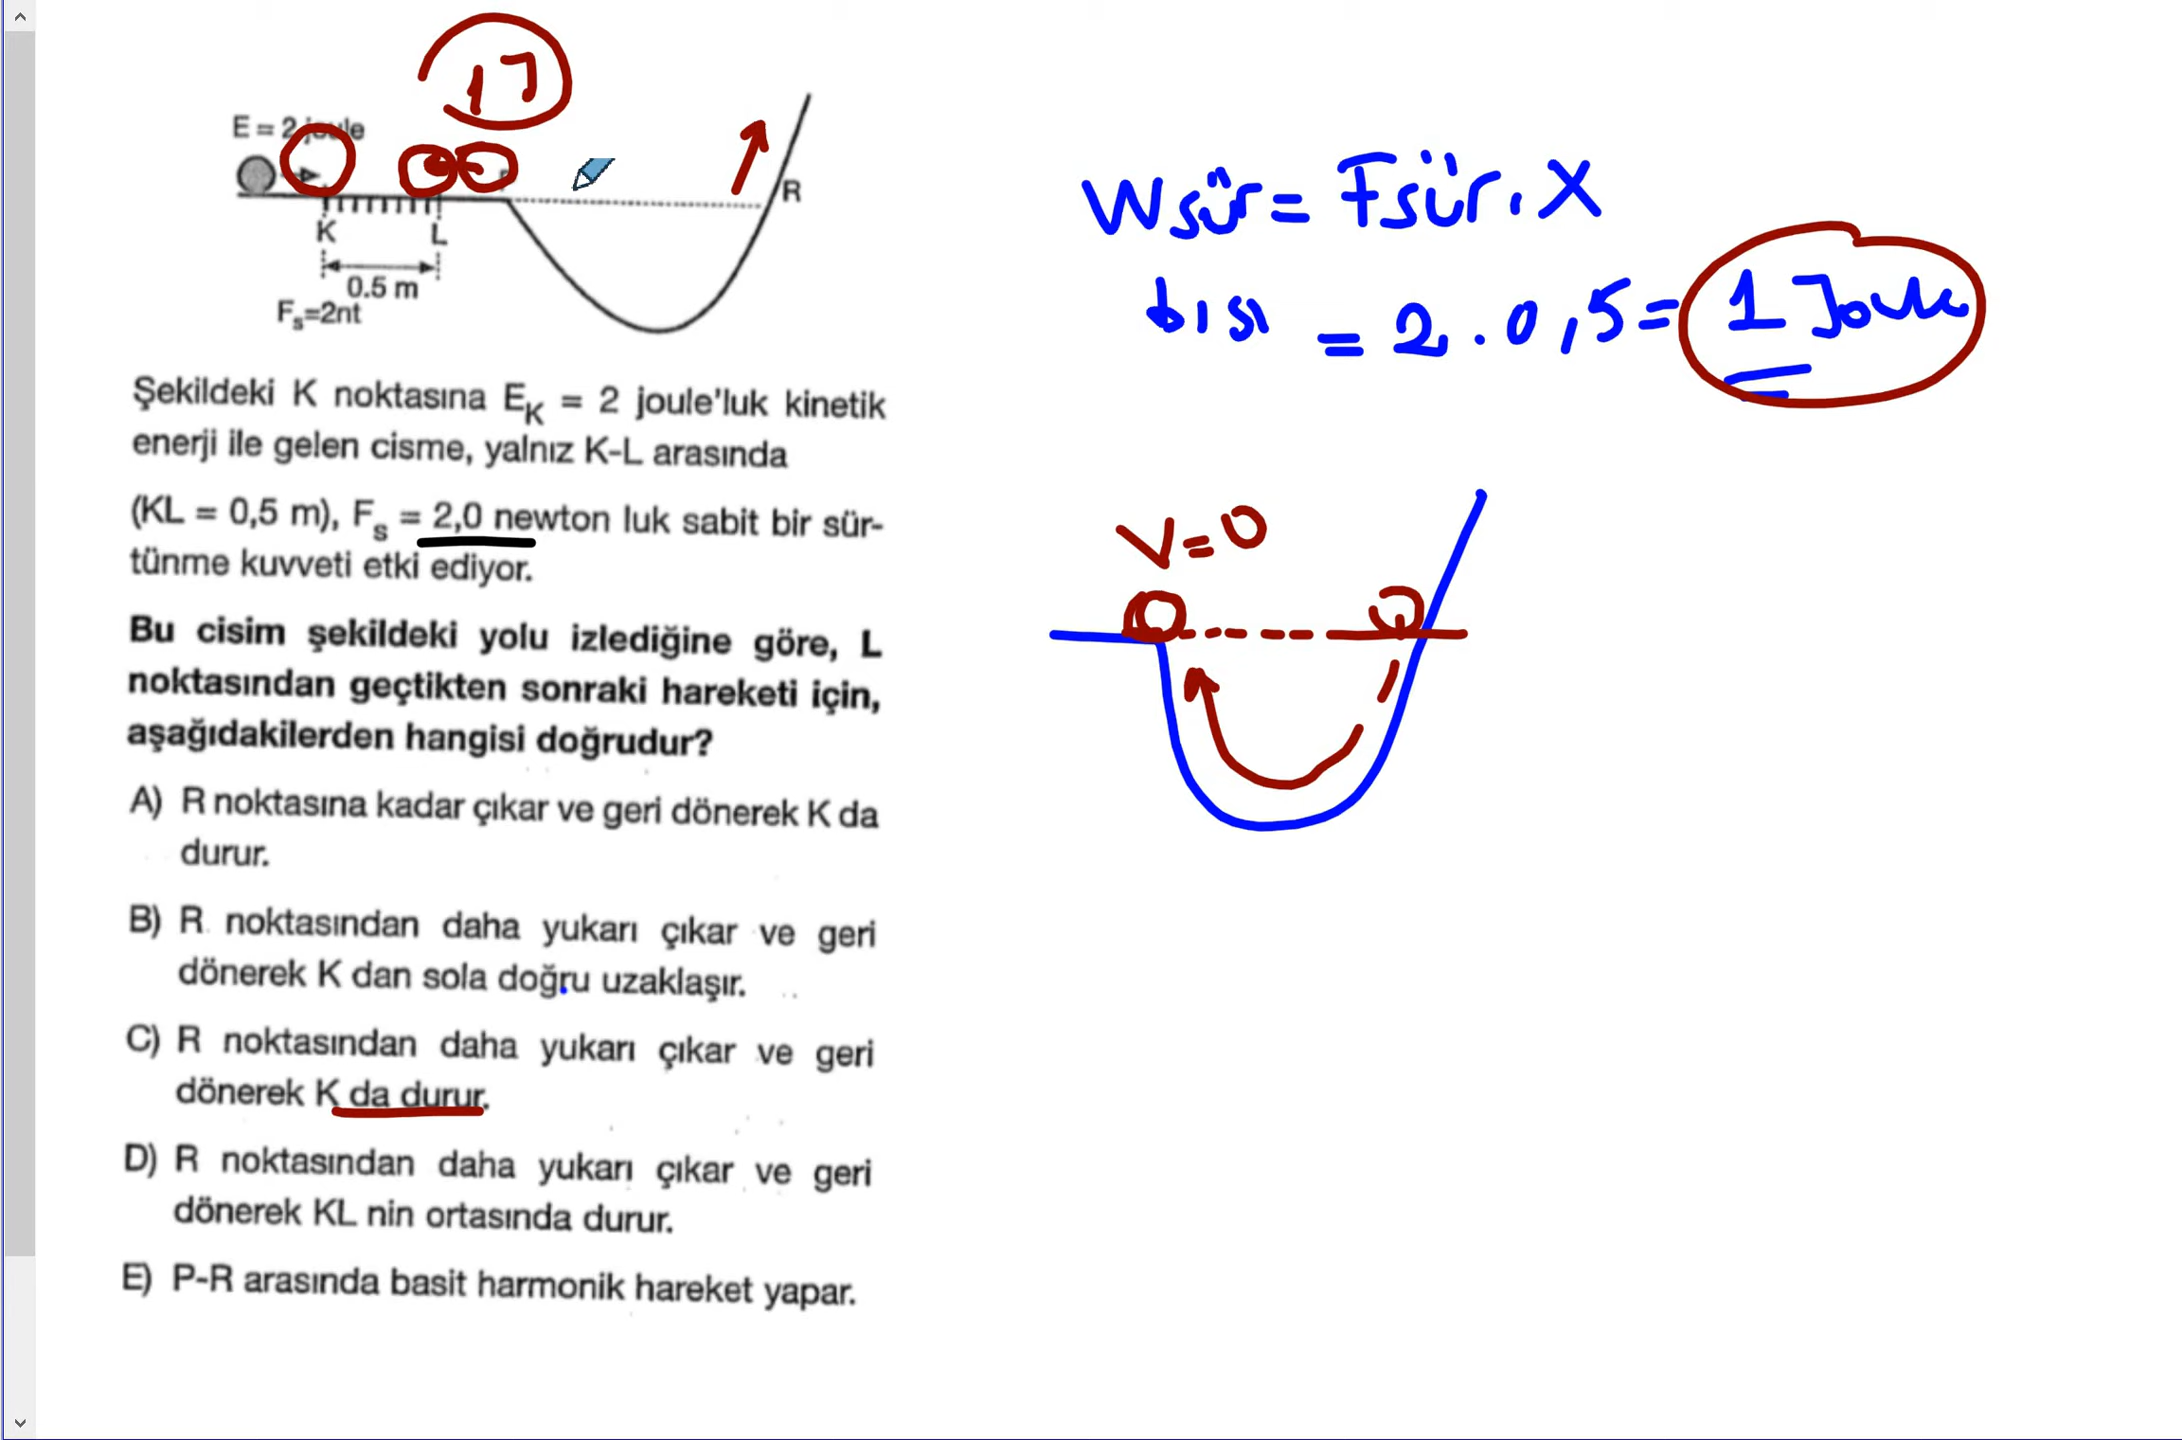 1J
E = 2 joule
R
K L
0.5 m
Fs=2nt
Şekildeki K noktasına EK = 2 joule'luk kinetik
enerji ile gelen cisme, yalnız K-L arasında
(KL = 0,5 m), Fs = 2,0 newton luk sabit bir sür-
tünme kuvveti etki ediyor.
Bu cisim şekildeki yolu izlediğine göre, L
noktasından geçtikten sonraki hareketi için,
aşağıdakilerden hangisi doğrudur?
A) R noktasına kadar çıkar ve geri dönerek K da
durur.
B) R noktasından daha yukarı çıkar ve geri
dönerek K dan sola doğru uzaklaşır.
C) R noktasından daha yukarı çıkar ve geri
dönerek K da durur.
D) R noktasından daha yukarı çıkar ve geri
dönerek KL nin ortasında durur.
E) P-R arasında basit harmonik hareket yapar.
Wsür = Fsür . X
ısı = 2 . 0,5 = 1 Joule
V = 0